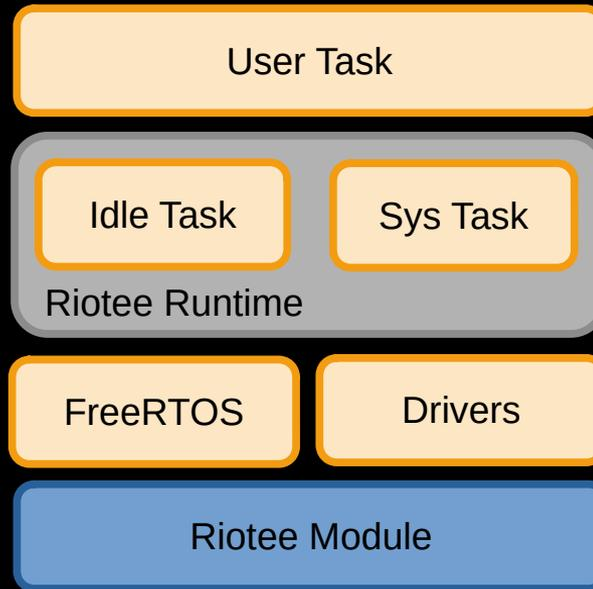 User Task
Idle Task
Sys Task
Riotee Runtime
FreeRTOS
Drivers
Riotee Module